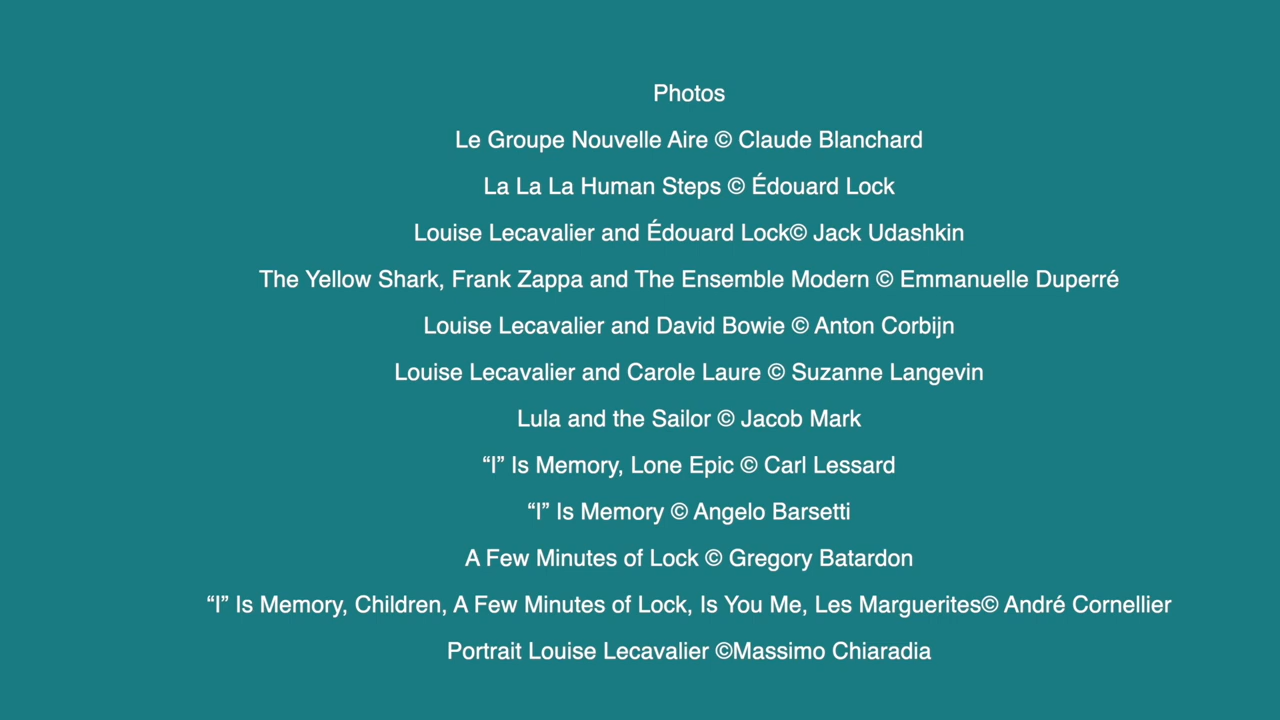 Photos
Le Groupe Nouvelle Aire © Claude Blanchard
La La La Human Steps © Édouard Lock
Louise Lecavalier and Édouard Lock© Jack Udashkin
The Yellow Shark, Frank Zappa and The Ensemble Modern © Emmanuelle Duperré
Louise Lecavalier and David Bowie © Anton Corbijn
Louise Lecavalier and Carole Laure © Suzanne Langevin
Lula and the Sailor © Jacob Mark
“I” Is Memory, Lone Epic © Carl Lessard
“I” Is Memory © Angelo Barsetti
A Few Minutes of Lock © Gregory Batardon
“I” Is Memory, Children, A Few Minutes of Lock, Is You Me, Les Marguerites© André Cornellier
Portrait Louise Lecavalier ©Massimo Chiaradia